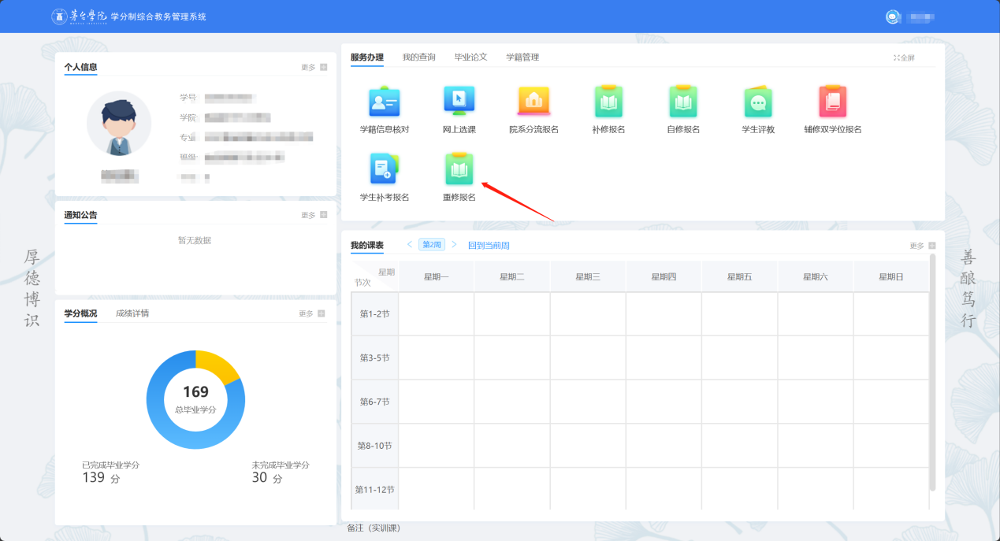 茅台学院 学分制综合教务管理系统
个人信息 更多
学号
学院
专业
班级
通知公告 更多
暂无数据
学分概况 成绩详情 更多
169
总毕业学分
已完成毕业学分 未完成毕业学分
139 分 30 分
服务办理 我的查询 毕业论文 学籍管理 全屏
学籍信息核对 网上选课 院系分流报名 补修报名 自修报名 学生评教 辅修双学位报名
学生补考报名 重修报名
我的课表 < 第2周 > 回到当前周 更多
星期
节次 星期一 星期二 星期三 星期四 星期五 星期六 星期日
第1-2节
第3-5节
第6-7节
第8-10节
第11-12节
备注（实训课）
厚德博识
善酿笃行